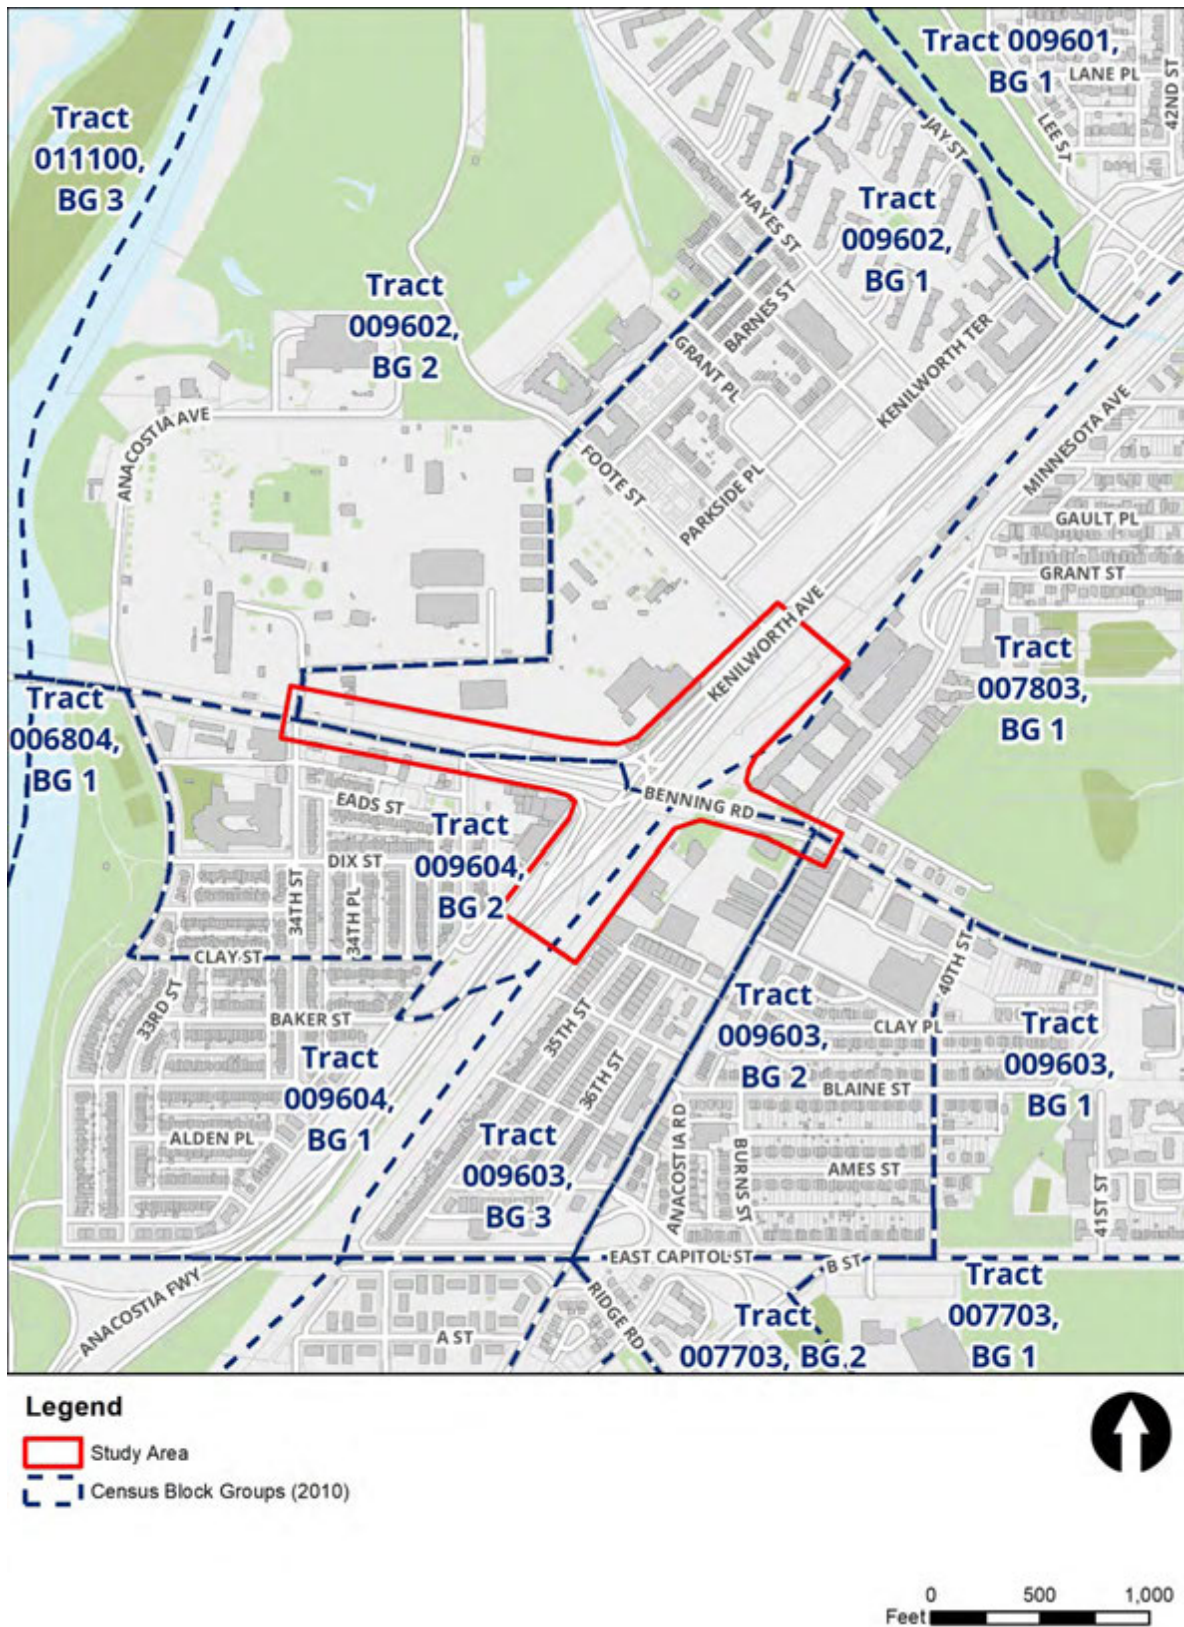 Tract 009601,
BG 1
LANE PL
42ND ST
LEE ST
JAY ST
Tract
011100,
BG 3
Tract
009602,
BG 1
HAYES ST
Tract
009602,
BG 2
BARNES ST
GRANT PL
KENILWORTH TER
MINNESOTA AVE
ANACOSTIA AVE
FOOTE ST
PARKSIDE PL
GAULT PL
GRANT ST
KENILWORTH AVE
Tract
007803,
BG 1
Tract
006804,
BG 1
BENNING RD
EADS ST
Tract
009604,
BG 2
DIX ST
34TH ST
34TH PL
CLAY ST
40TH ST
33RD ST
BAKER ST
35TH ST
Tract
009603,
BG 2
CLAY PL
Tract
009603,
BG 1
Tract
009604,
BG 1
36TH ST
BLAINE ST
ALDEN PL
Tract
009603,
BG 3
ANACOSTIA RD
BURNS ST
AMES ST
41ST ST
EAST CAPITOL ST
B ST
ANACOSTIA FWY
RIDGE RD
A ST
Tract
007703, BG 2
Tract
007703,
BG 1
Legend
Study Area
Census Block Groups (2010)
0 500 1,000
Feet